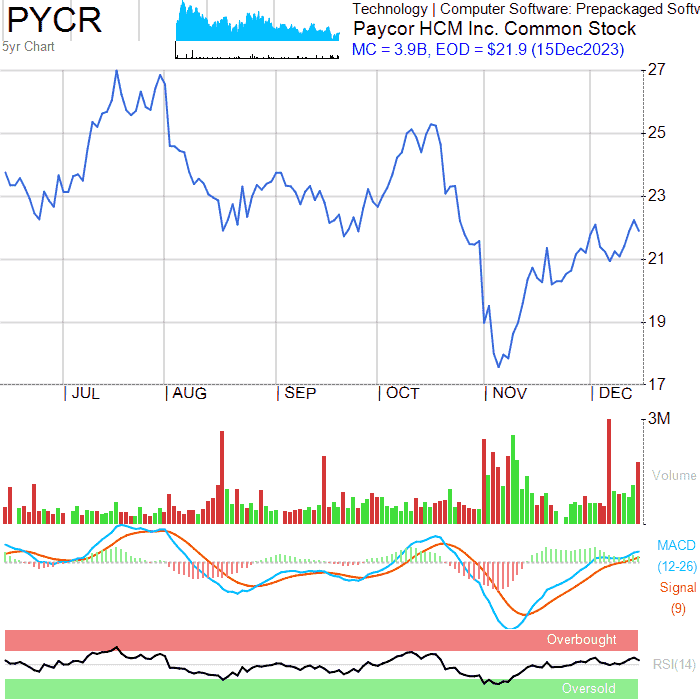 PYCR
5yr Chart
Technology | Computer Software: Prepackaged Softw
Paycor HCM Inc. Common Stock
MC = 3.9B, EOD = $21.9 (15Dec2023)
27
25
23
21
19
17
JUL AUG SEP OCT NOV DEC
3M
Volume
MACD
(12-26)
Signal
(9)
Overbought
RSI(14)
Oversold